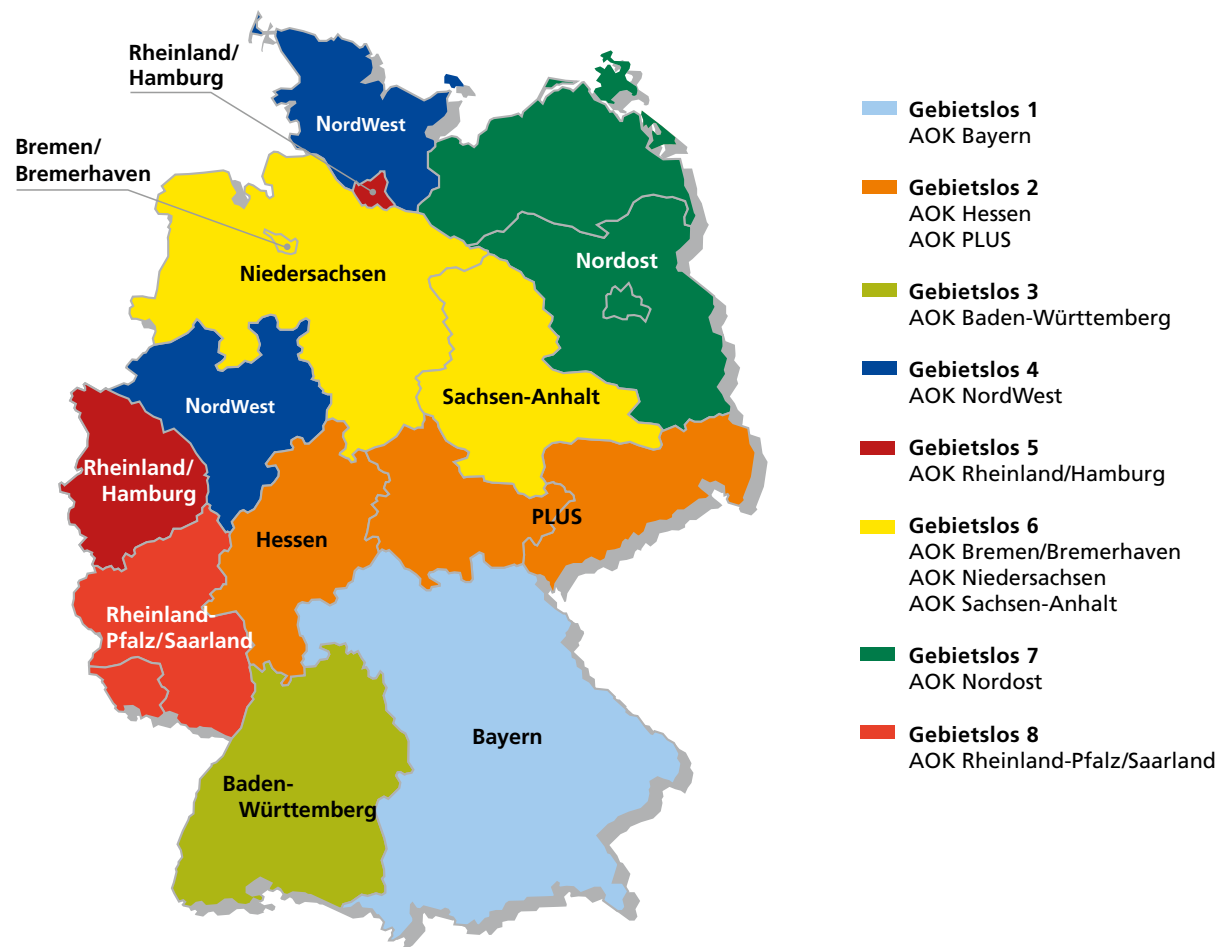 Rheinland/
Hamburg
NordWest
Bremen/
Bremerhaven
Niedersachsen
Nordost
Sachsen-Anhalt
NordWest
Rheinland/
Hamburg
PLUS
Hessen
Rheinland-
Pfalz/Saarland
Bayern
Baden-
Württemberg
Gebietslos 1
AOK Bayern
Gebietslos 2
AOK Hessen
AOK PLUS
Gebietslos 3
AOK Baden-Württemberg
Gebietslos 4
AOK NordWest
Gebietslos 5
AOK Rheinland/Hamburg
Gebietslos 6
AOK Bremen/Bremerhaven
AOK Niedersachsen
AOK Sachsen-Anhalt
Gebietslos 7
AOK Nordost
Gebietslos 8
AOK Rheinland-Pfalz/Saarland